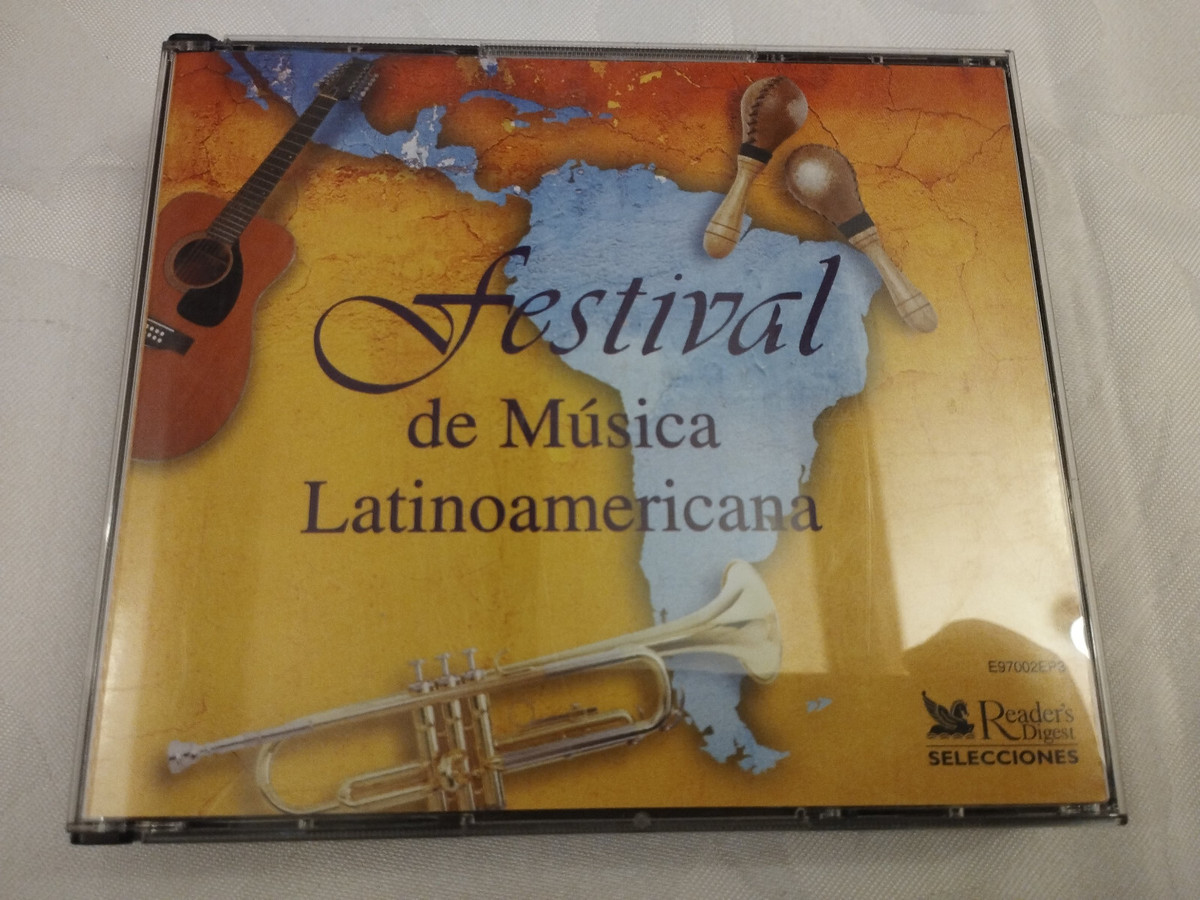 Festival
de Música
Latinoamericana
E97002EP3
Reader's
Digest
SELECCIONES